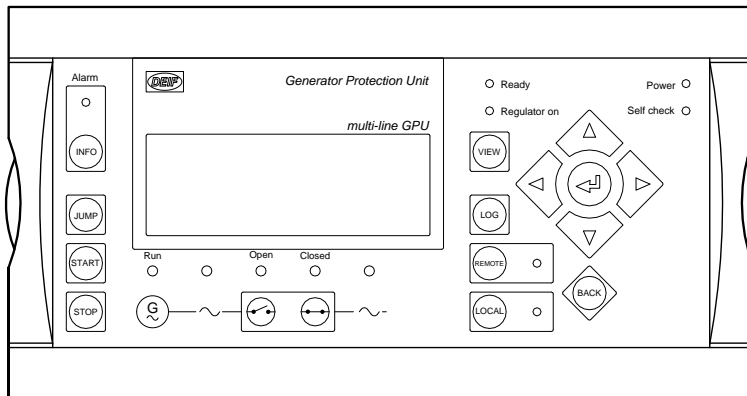 Alarm
DEIF
Generator Protection Unit
Ready
Power
Regulator on
Self check
multi-line GPU
INFO
VIEW
JUMP
LOG
START
Run
Open
Closed
REMOTE
STOP
G
LOCAL
BACK